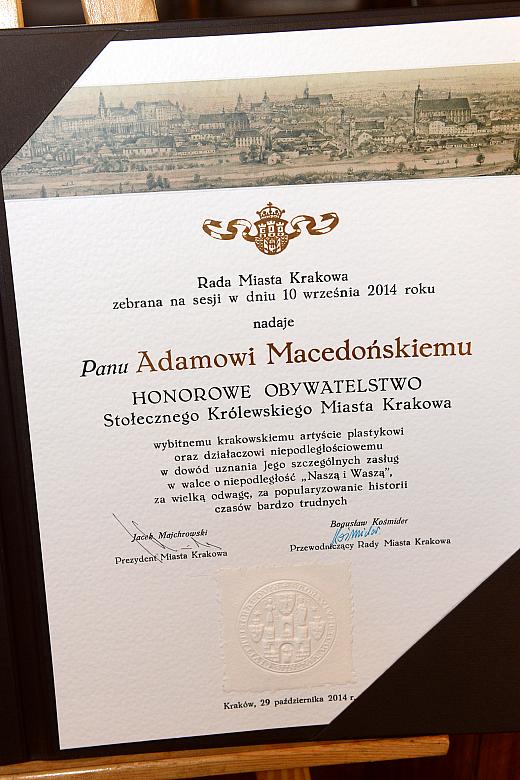 Rada Miasta Krakowa
zebrana na sesji w dniu 10 września 2014 roku
nadaje
Panu Adamowi Macedońskiemu
HONOROWE OBYWATELSTWO
Stołecznego Królewskiego Miasta Krakowa
wybitnemu krakowskiemu artyście plastykowi
oraz działaczowi niepodległościowemu
w dowód uznania Jego szczególnych zasług
w walce o niepodległość „Naszą i Waszą”,
za wielką odwagę, za popularyzowanie historii
czasów bardzo trudnych
Jacek Majchrowski
Prezydent Miasta Krakowa
Bogusław Kośmider
Kośmider
Przewodniczący Rady Miasta Krakowa
Kraków, 29 października 2014 r.